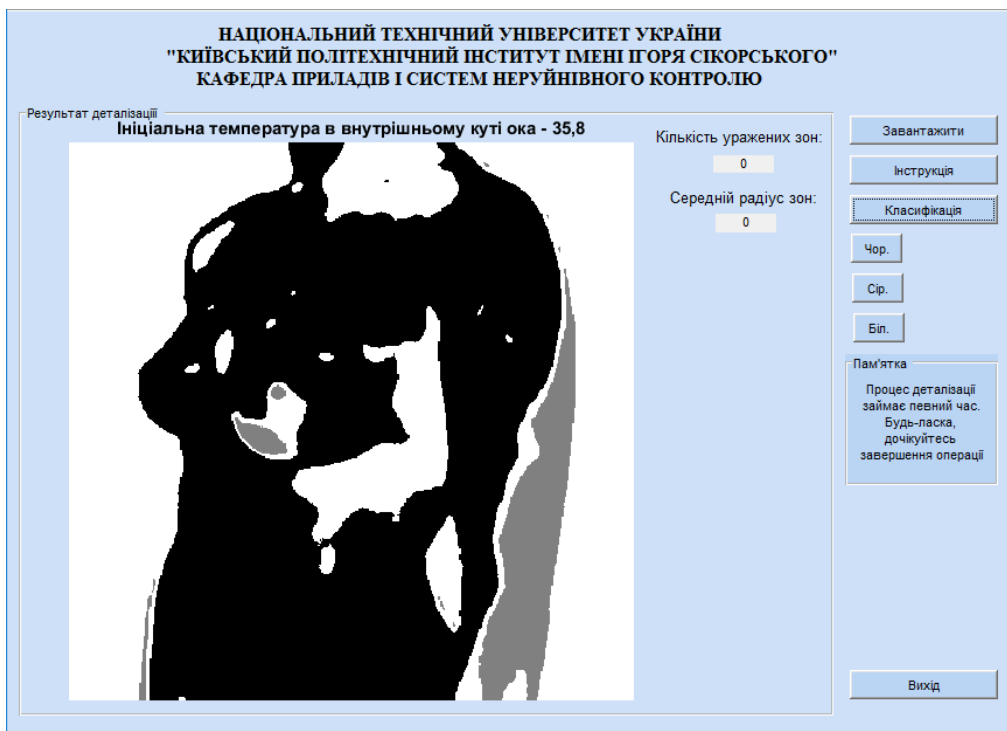 НАЦІОНАЛЬНИЙ ТЕХНІЧНИЙ УНІВЕРСИТЕТ УКРАЇНИ
"КИЇВСЬКИЙ ПОЛІТЕХНІЧНИЙ ІНСТИТУТ ІМЕНІ ІГОРЯ СІКОРСЬКОГО"
КАФЕДРА ПРИЛАДІВ І СИСТЕМ НЕРУЙНІВНОГО КОНТРОЛЮ
Результат деталізаціїі
Ініціальна температура в внутрішньому куті ока - 35,8
Кількість уражених зон:
0
Середній радіус зон:
0
Завантажити
Інструкція
Класифікація
Чор.
Сір.
Біл.
Пам'ятка
Процес деталізації
займає певний час.
Будь-ласка,
дочікуйтесь
завершення операції
Вихід